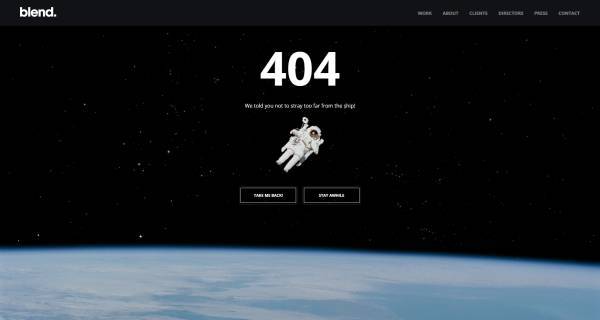 blend.
WORK ABOUT CLIENTS DIRECTORS PRESS CONTACT
404
We told you not to stray too far from the ship!
TAKE ME BACK! STAY AWHILE